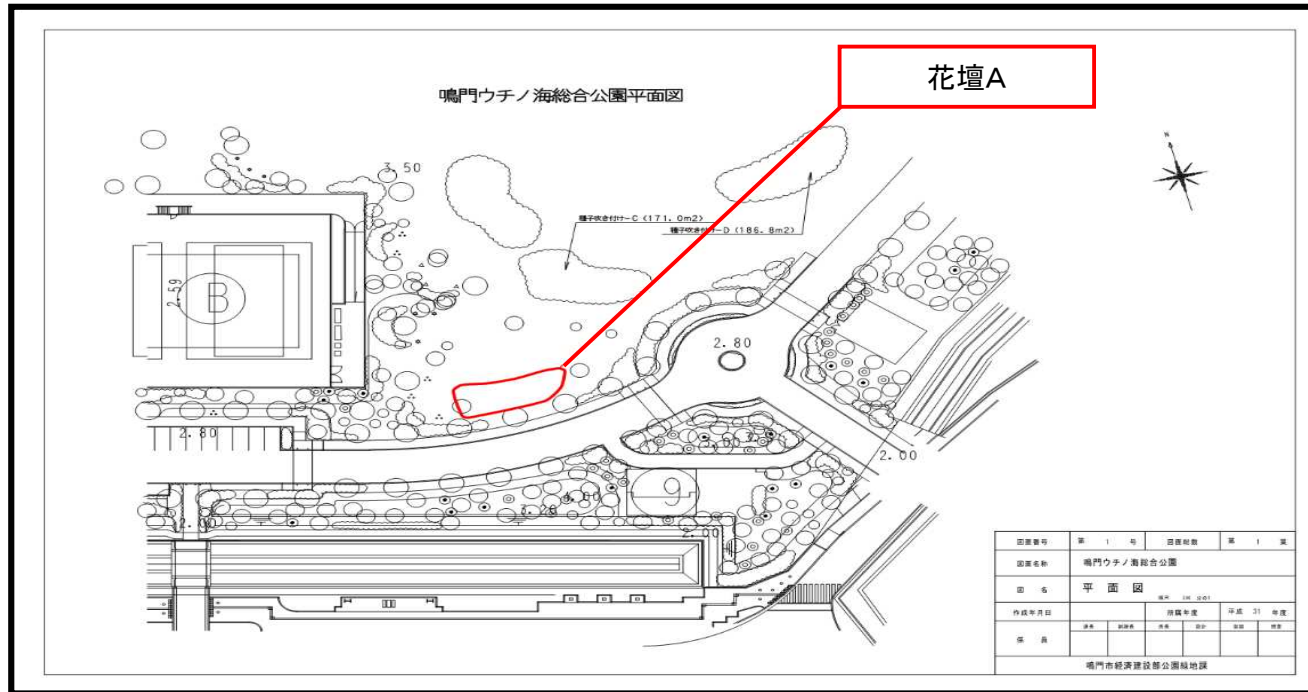 花壇A
鳴門ウチノ海総合公園平面図
N
3.50
種子吹き付け-C (171.0m2)
種子吹き付け-D (186.8m2)
2.59
B
2.80
2.80
2.00
9
2.00
2.00
図面番号 第 1 号 図面総数 第 1 葉
図面名称 鳴門ウチノ海総合公園
図名 平面図
作成年月日 所属年度 平成 31 年度
係員
鳴門市経済建設部公園緑地課